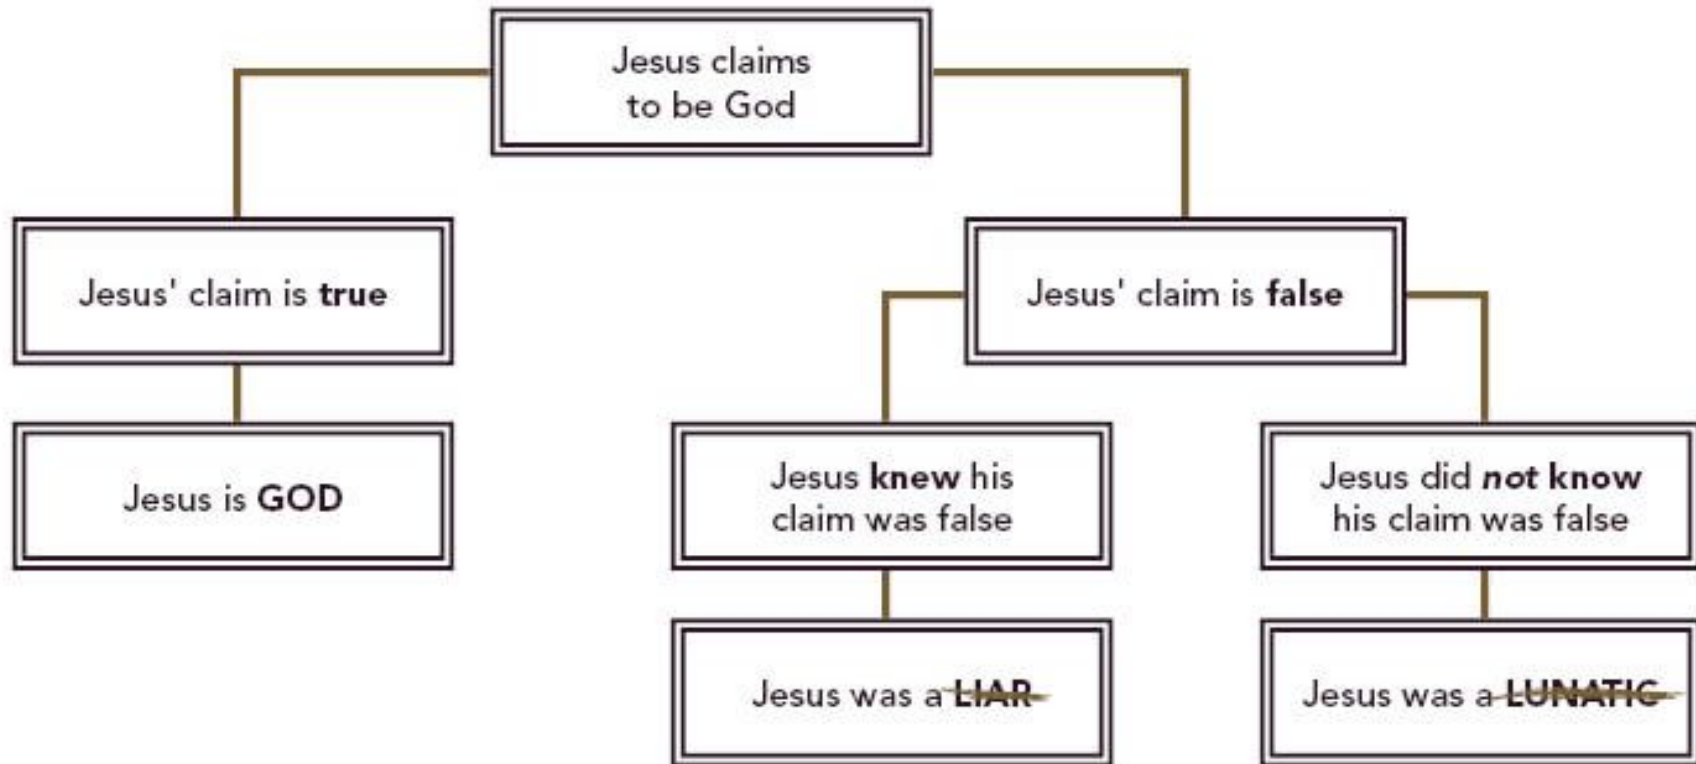 Jesus claims
to be God
Jesus' claim is true
Jesus' claim is false
Jesus is GOD
Jesus knew his
claim was false
Jesus did not know
his claim was false
Jesus was a LIAR
Jesus was a LUNATIC